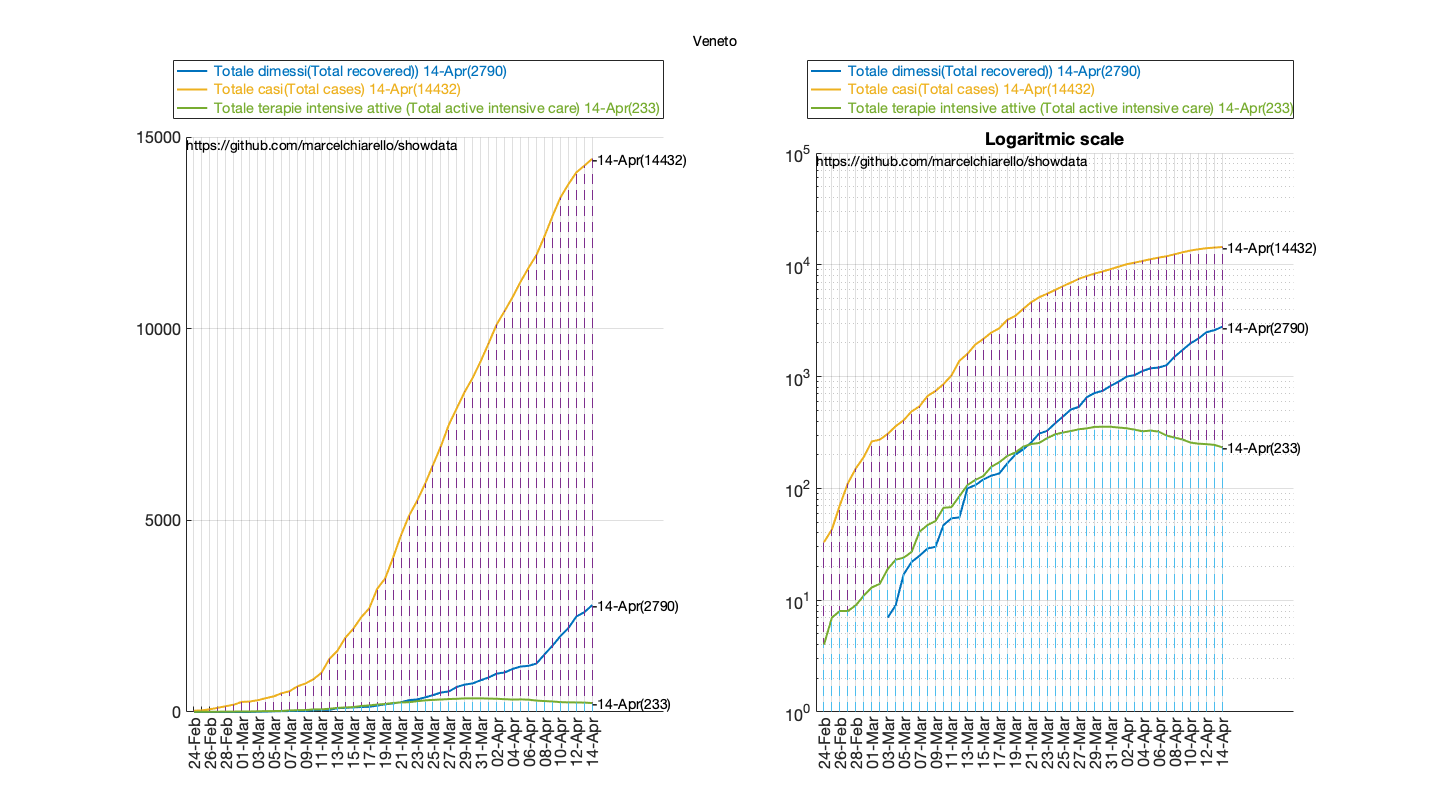 Veneto
Totale dimessi(Total recovered)) 14-Apr(2790)
Totale casi(Total cases) 14-Apr(14432)
Totale terapie intensive attive (Total active intensive care) 14-Apr(233)
15000
https://github.com/marcelchiarello/showdata
14-Apr(14432)
10000
5000
14-Apr(2790)
14-Apr(233)
0
24-Feb
26-Feb
28-Feb
01-Mar
03-Mar
05-Mar
07-Mar
09-Mar
11-Mar
13-Mar
15-Mar
17-Mar
19-Mar
21-Mar
23-Mar
25-Mar
27-Mar
29-Mar
31-Mar
02-Apr
04-Apr
06-Apr
08-Apr
10-Apr
12-Apr
14-Apr
Totale dimessi(Total recovered)) 14-Apr(2790)
Totale casi(Total cases) 14-Apr(14432)
Totale terapie intensive attive (Total active intensive care) 14-Apr(233)
Logaritmic scale
10^5
https://github.com/marcelchiarello/showdata
14-Apr(14432)
10^4
14-Apr(2790)
10^3
14-Apr(233)
10^2
10^1
10^0
24-Feb
26-Feb
28-Feb
01-Mar
03-Mar
05-Mar
07-Mar
09-Mar
11-Mar
13-Mar
15-Mar
17-Mar
19-Mar
21-Mar
23-Mar
25-Mar
27-Mar
29-Mar
31-Mar
02-Apr
04-Apr
06-Apr
08-Apr
10-Apr
12-Apr
14-Apr